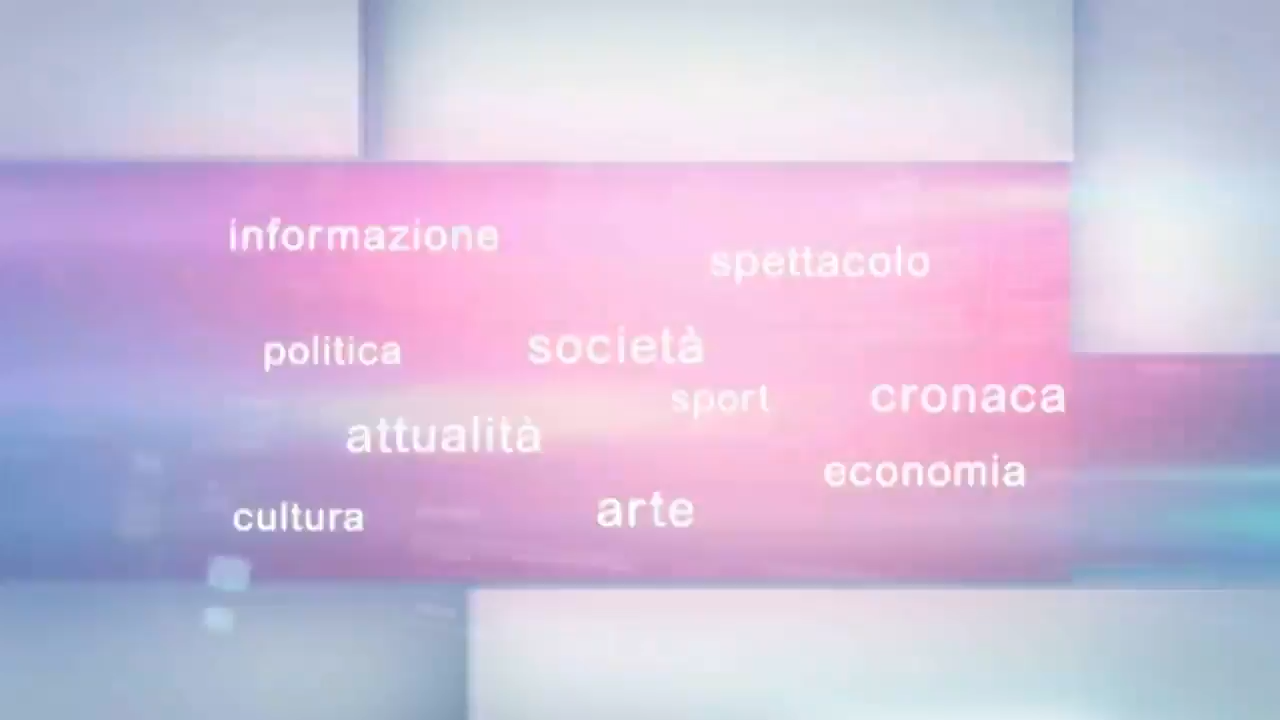 informazione
spettacolo
politica
società
sport
cronaca
attualità
economia
cultura
arte